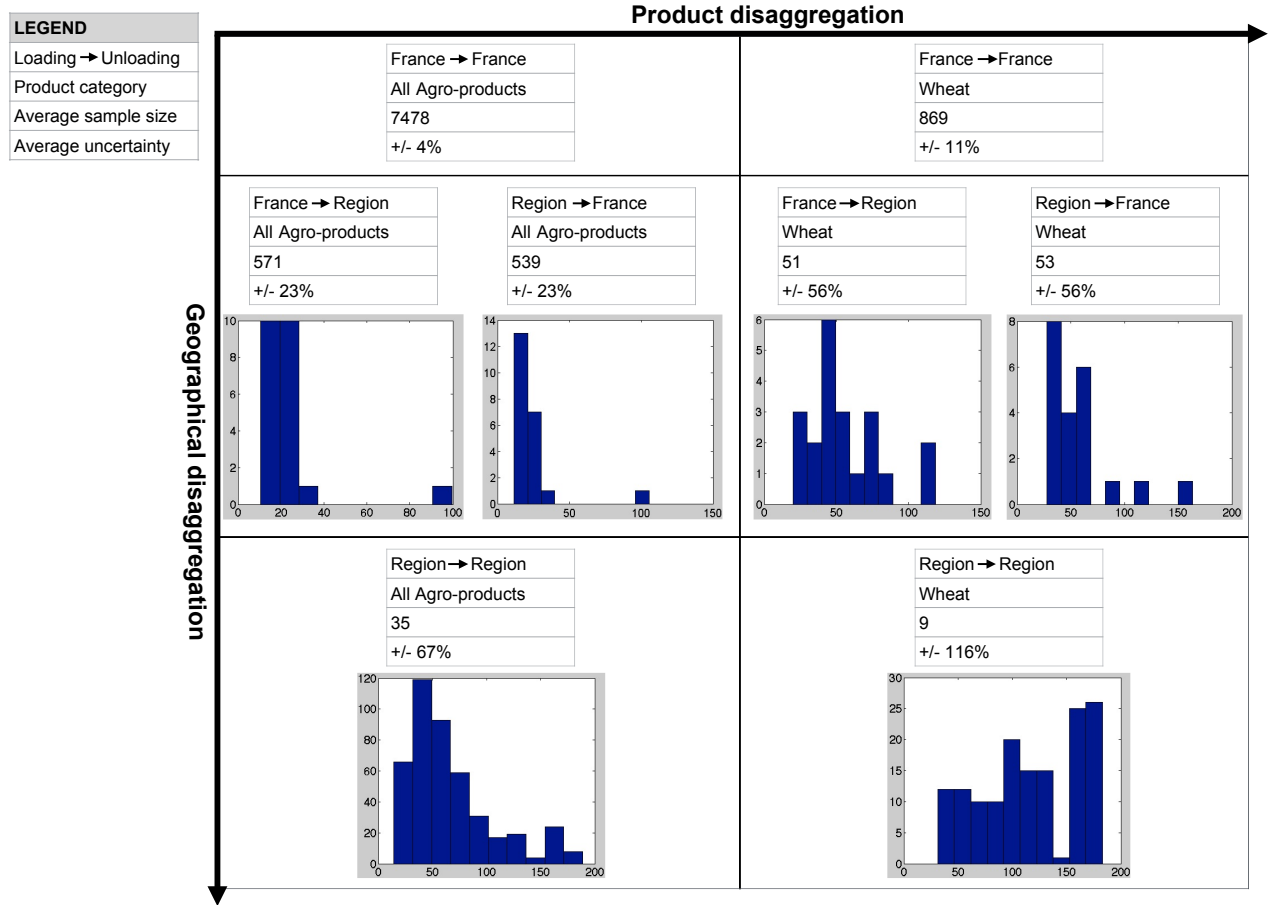 Product disaggregation
LEGEND
Loading → Unloading
Product category
Average sample size
Average uncertainty
Geographical disaggregation
France → France
All Agro-products
7478
+/- 4%
France → France
Wheat
869
+/- 11%
France → Region
All Agro-products
571
+/- 23%
10
8
6
4
2
0
0 20 40 60 80 100
Region → France
All Agro-products
539
+/- 23%
14
12
10
8
6
4
2
0
0 50 100 150
France → Region
Wheat
51
+/- 56%
6
5
4
3
2
1
0
0 50 100 150
Region → France
Wheat
53
+/- 56%
8
6
4
2
0
0 50 100 150 200
Region → Region
All Agro-products
35
+/- 67%
120
100
80
60
40
20
0
0 50 100 150 200
Region → Region
Wheat
9
+/- 116%
30
25
20
15
10
5
0
0 50 100 150 200